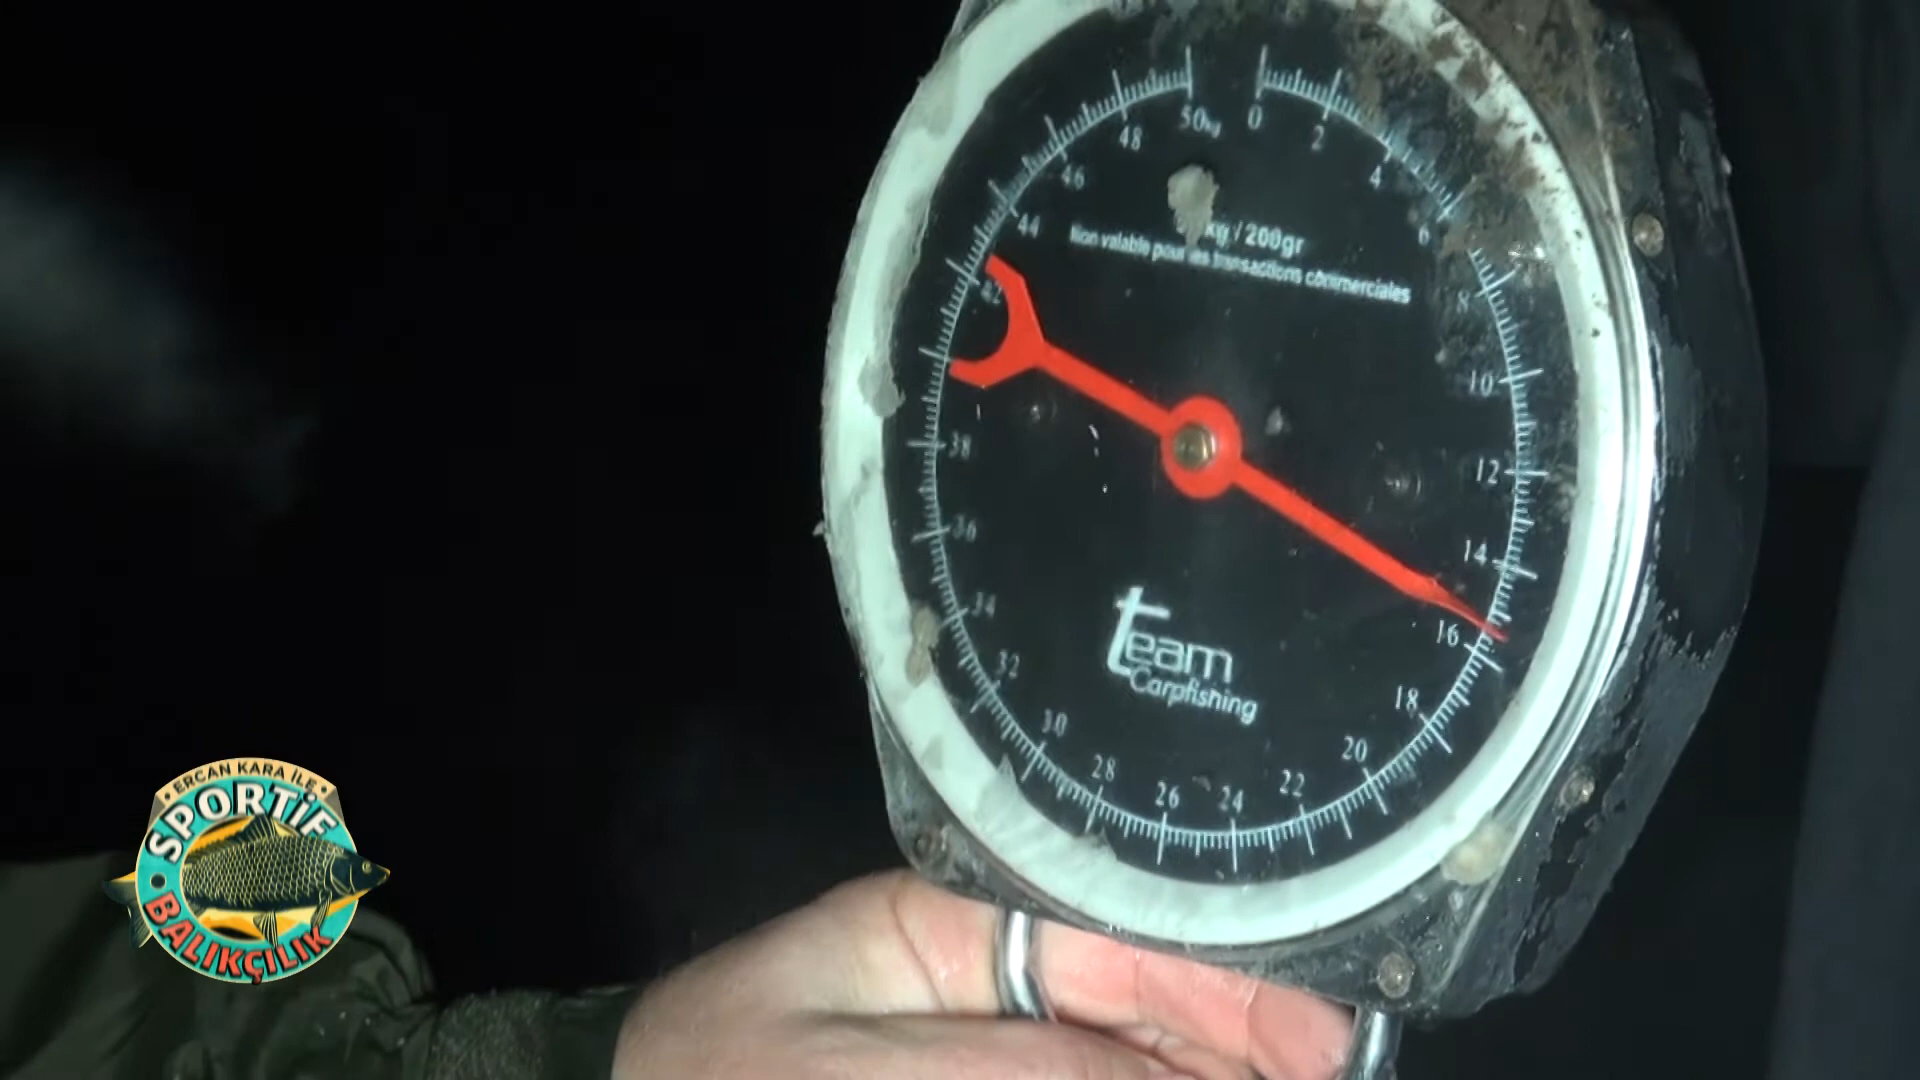 50kg 0
48 2
46 4
44 6
kg / 200gr
Non valable pour les transactions commerciales
42 8
10
38 12
36 14
34 16
32 18
30 20
28 22
26 24
team
Carpfishing
• ERCAN KARA İLE •
SPORTİF
BALIKÇILIK